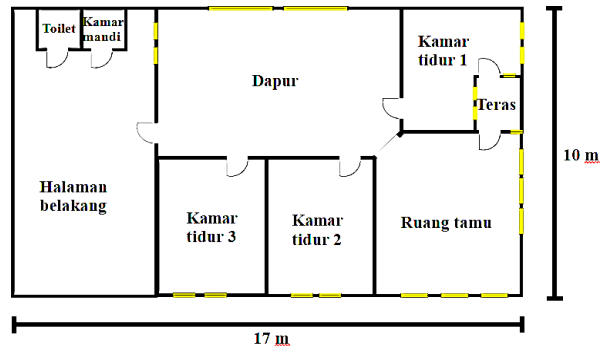 Toilet
Kamar
mandi
Kamar
tidur 1
Dapur
Teras
Halaman
belakang
Kamar
tidur 3
Kamar
tidur 2
Ruang tamu
10 m
17 m